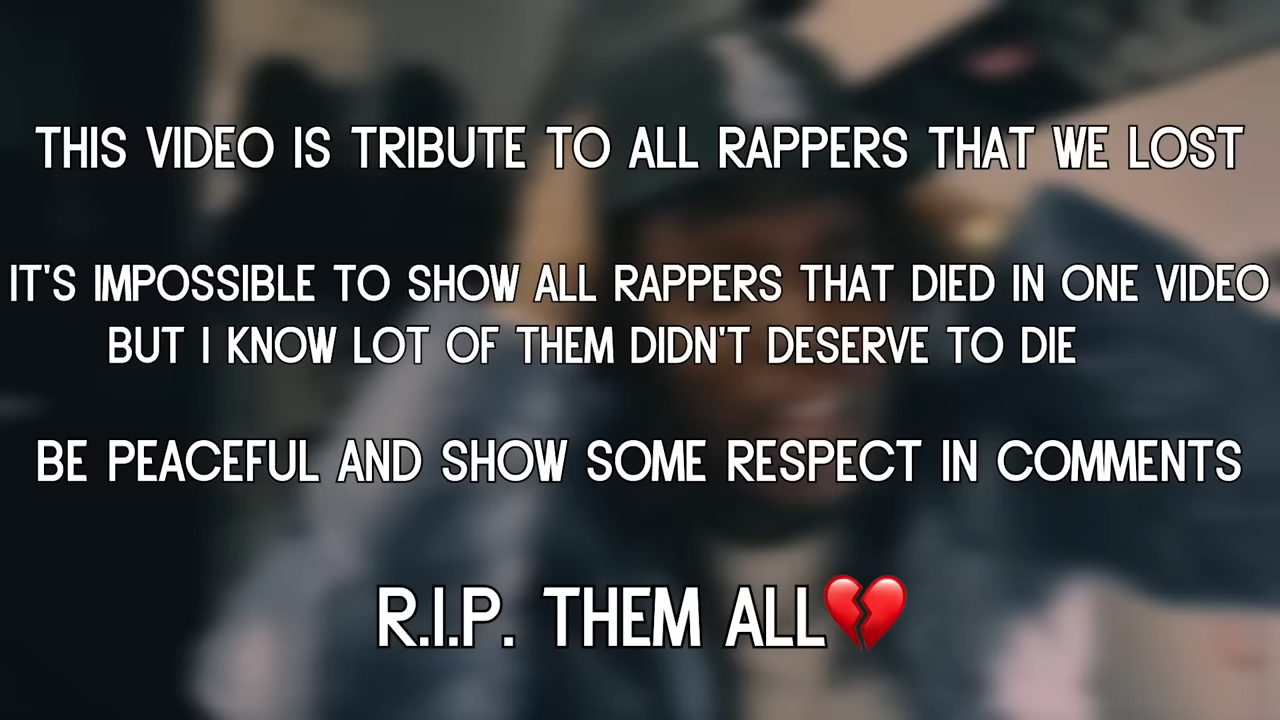 THIS VIDEO IS TRIBUTE TO ALL RAPPERS THAT WE LOST
IT'S IMPOSSIBLE TO SHOW ALL RAPPERS THAT DIED IN ONE VIDEO
BUT I KNOW LOT OF THEM DIDN'T DESERVE TO DIE
BE PEACEFUL AND SHOW SOME RESPECT IN COMMENTS
R.I.P. THEM ALL💔